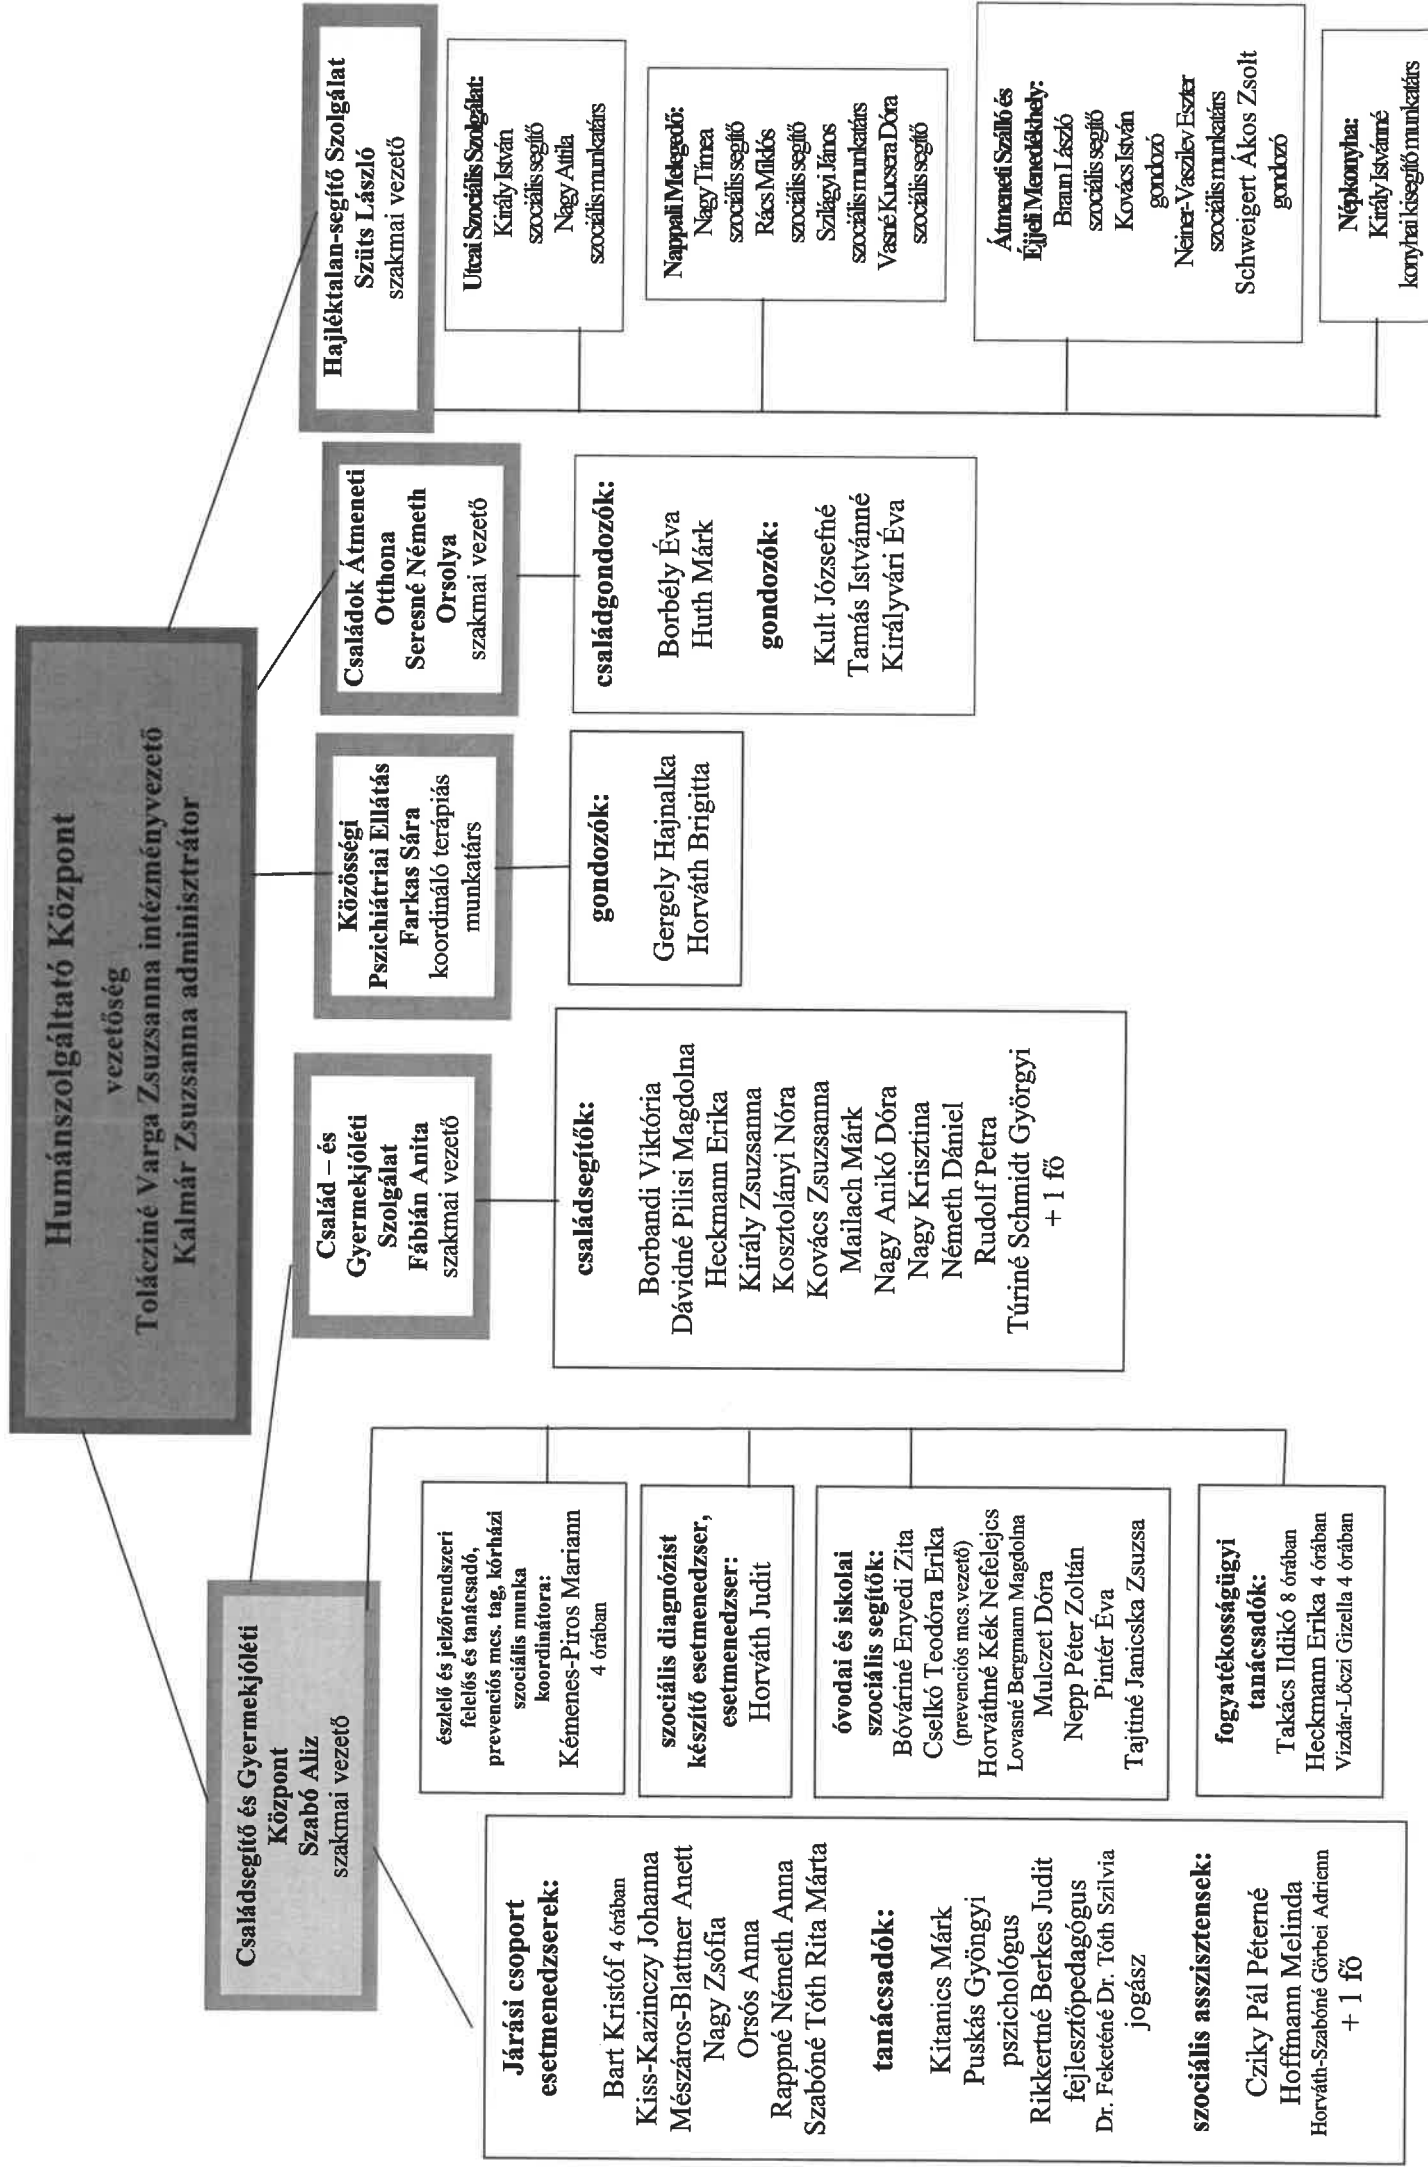 Humánszolgáltató Központ
vezetőség
Toláczine Varga Zsuzsanna intézményvezető
Kalmár Zsuzsanna adminisztrátor
Családsegítő és Gyermekjóléti
Központ
Szabó Aliz
szakmai vezető
Járási csoport
esetmenedzserek:
Bart Kristóf 4 órában
Kiss-Kazinczy Johanna
Mészáros-Blattner Anett
Nagy Zsófia
Orsós Anna
Rappné Németh Anna
Szabóné Tóth Rita Márta
tanácsadók:
Kitanics Márk
Puskás Gyöngyi
pszichológus
Rikkertné Berkes Judit
fejlesztőpedagógus
Dr. Feketéné Dr. Tóth Szilvia
jogász
szociális asszisztensek:
Cziky Pál Péterné
Hoffmann Melinda
Horváth-Szabóné Görbei Adrienn
+ 1 fő
észlelő és jelzőrendszeri
felelős és tanácsadó,
prevenciós mcs. tag, kórházi
szociális munka
koordinátora:
Kémenes-Piros Mariann
4 órában
szociális diagnózist
készítő esetmenedzser,
esetmenedzser:
Horváth Judit
óvodai és iskolai
szociális segítők:
Bóváriné Enyedi Zita
Cselkó Teodóra Erika
(prevenciós mcs.vezető)
Horváthné Kék Nefelejcs
Lovasné Bergmann Magdolna
Mulczet Dóra
Nepp Péter Zoltán
Pintér Éva
Tajtiné Janicska Zsuzsa
fogyatékosságügyi
tanácsadók:
Takács Ildikó 8 órában
Heckmann Erika 4 órában
Vizdár-Lőczi Gizella 4 órában
Család – és
Gyermekjóléti
Szolgálat
Fábián Anita
szakmai vezető
családsegítők:
Borbandi Viktória
Dávidné Pilisi Magdolna
Heckmann Erika
Király Zsuzsanna
Kosztolányi Nóra
Kovács Zsuzsanna
Mailach Márk
Nagy Anikó Dóra
Nagy Krisztina
Németh Dániel
Rudolf Petra
Túriné Schmidt Györgyi
+ 1 fő
Közösségi
Pszichiátriai Ellátás
Farkas Sára
koordináló terápiás
munkatárs
gondozók:
Gergely Hajnalka
Horváth Brigitta
Családok Átmeneti
Otthona
Seresné Németh
Orsolya
szakmai vezető
családgondozók:
Borbély Éva
Huth Márk
gondozók:
Kult Józsefné
Tamás Istvánné
Királyvári Éva
Hajléktalan-segítő Szolgálat
Szüts László
szakmai vezető
Utcai Szociális Szolgálat:
Király István
szociális segítő
Nagy Attila
szociális munkatárs
Nappali Melegedő:
Nagy Tímea
szociális segítő
Rács Miklós
szociális segítő
Szilágyi János
szociális munkatárs
Vasné Kucsera Dóra
szociális segítő
Átmeneti Szálló és
Éjjeli Menedékhely:
Braun László
szociális segítő
Kovács István
gondozó
Neiner-Vaszilev Eszter
szociális munkatárs
Schweigert Ákos Zsolt
gondozó
Népkonyha:
Király Istvánné
konyhai kisegítő munkatárs